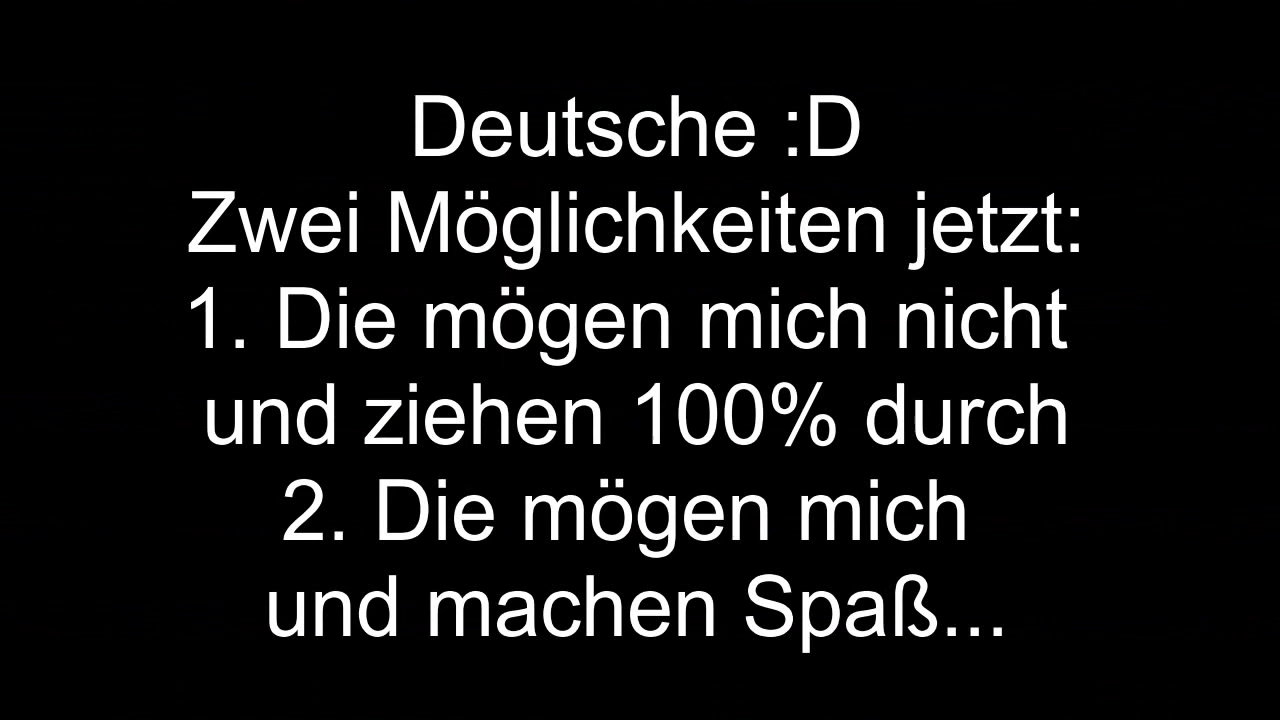 Deutsche :D
Zwei Möglichkeiten jetzt:
1. Die mögen mich nicht
und ziehen 100% durch
2. Die mögen mich
und machen Spaß...